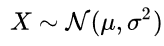 X ∼ 𝒩(μ, σ²)